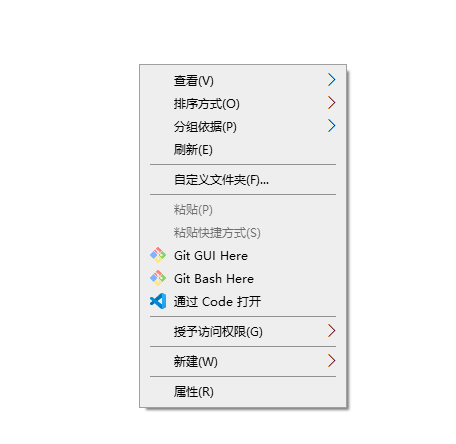 查看(V)
排序方式(O)
分组依据(P)
刷新(E)
自定义文件夹(F)...
粘贴(P)
粘贴快捷方式(S)
Git GUI Here
Git Bash Here
通过 Code 打开
授予访问权限(G)
新建(W)
属性(R)